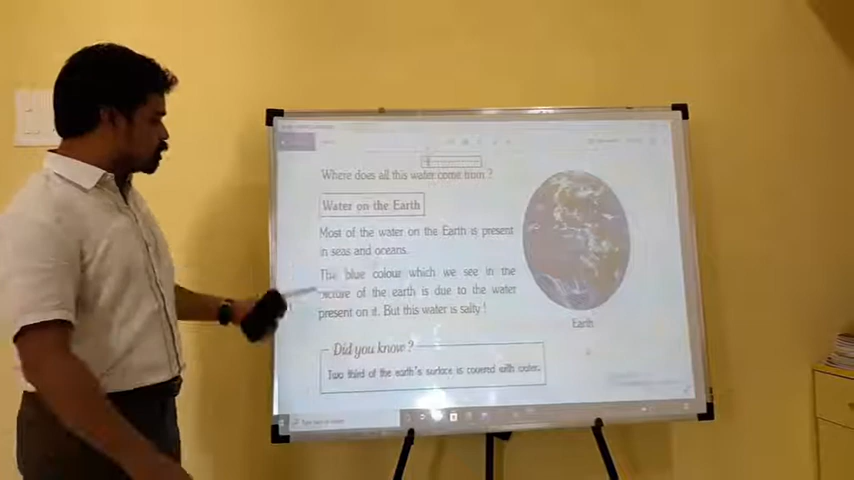 Where does all this water come from ?
Water on the Earth
Most of the water on the Earth is present
in seas and oceans.
The blue colour which we see in the
picture of the earth is due to the water
present on it. But this water is salty !
Earth
Did you know ?
Two third of the earth's surface is covered with water.